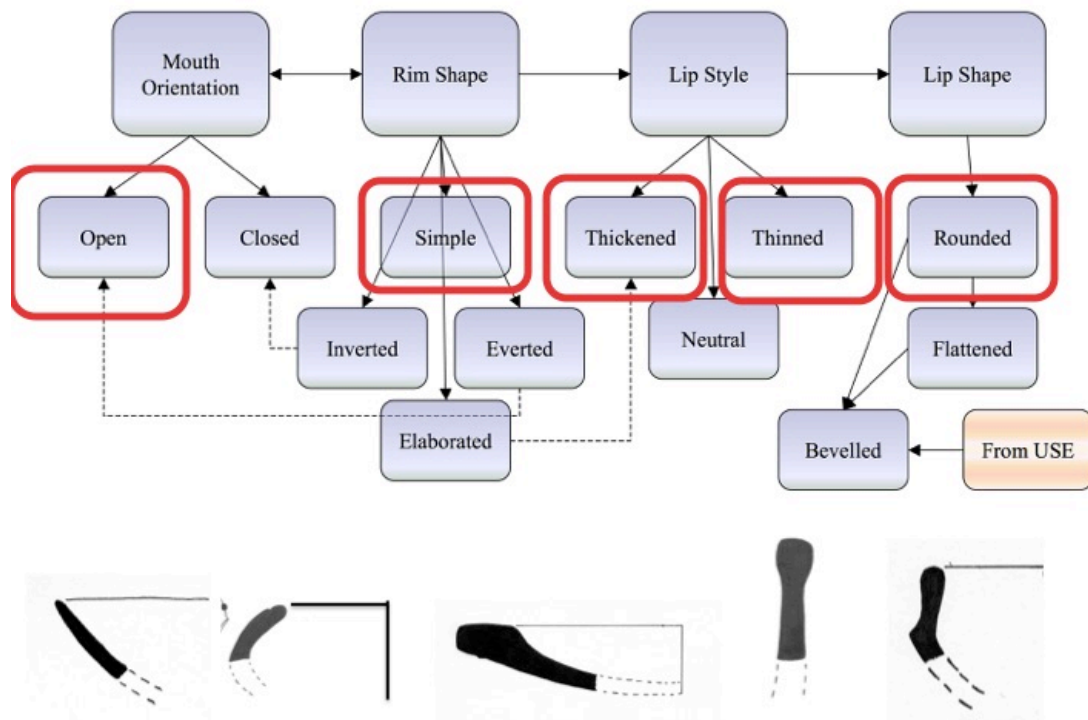 Mouth
Orientation
Rim Shape
Lip Style
Lip Shape
Open
Closed
Simple
Thickened
Thinned
Rounded
Inverted
Everted
Neutral
Flattened
Elaborated
Bevelled
From USE